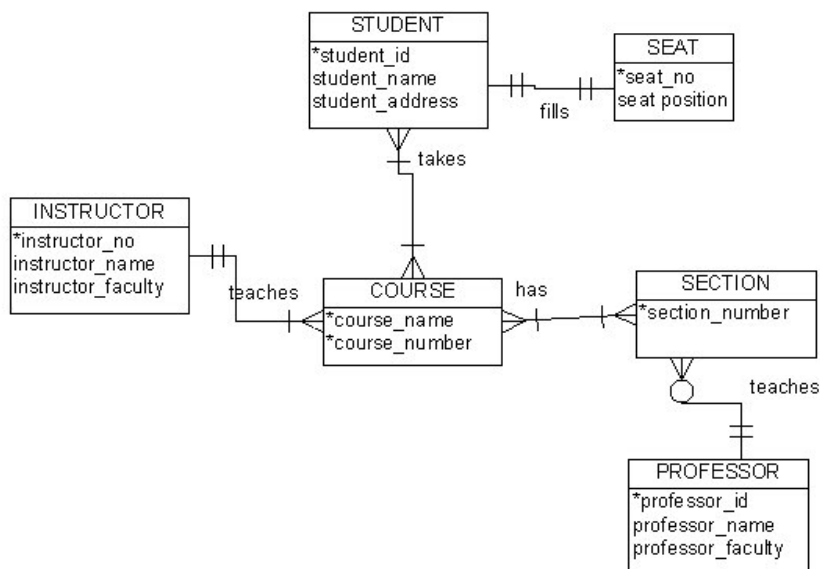 STUDENT
*student_id
student_name
student_address
SEAT
*seat_no
seat position
fills
takes
INSTRUCTOR
*instructor_no
instructor_name
instructor_faculty
teaches
COURSE
*course_name
*course_number
has
SECTION
*section_number
teaches
PROFESSOR
*professor_id
professor_name
professor_faculty